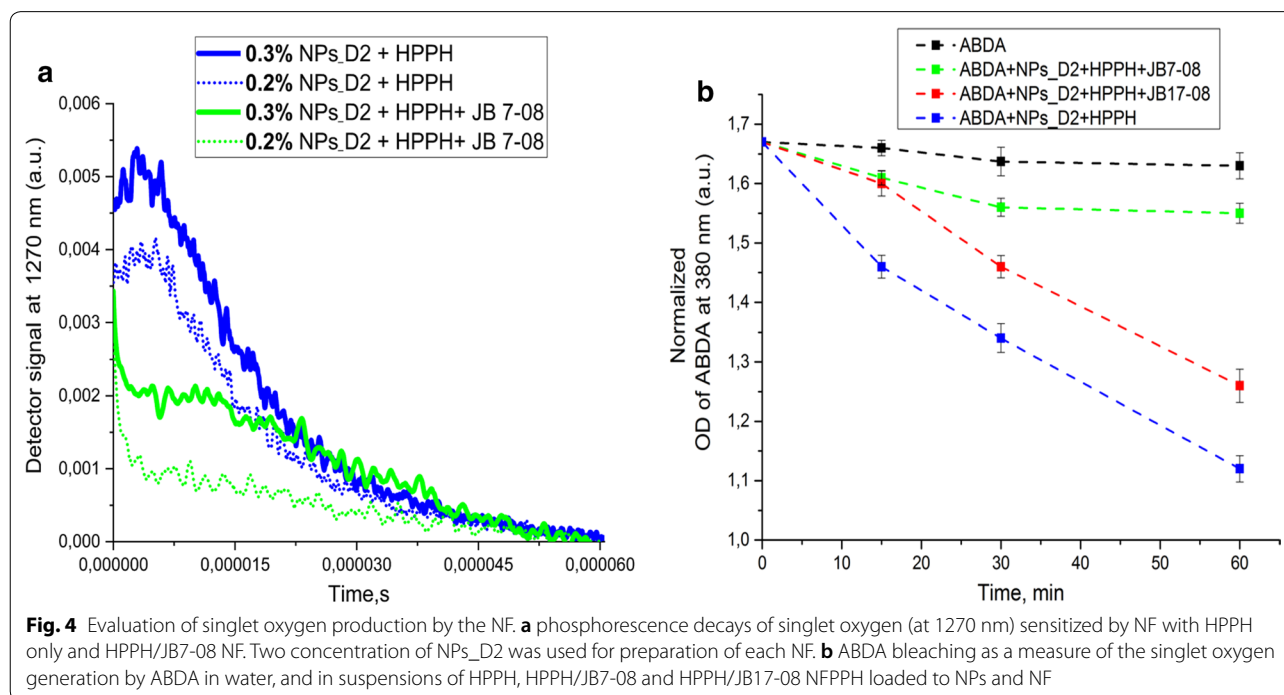 a
0.3% NPs_D2 + HPPH
0.2% NPs_D2 + HPPH
0.3% NPs_D2 + HPPH+ JB 7-08
0.2% NPs_D2 + HPPH+ JB 7-08
0,006
0,005
0,004
0,003
0,002
0,001
0,000
Detector signal at 1270 nm (a.u.)
0,000000 0,000015 0,000030 0,000045 0,000060
Time,s
b
ABDA
ABDA+NPs_D2+HPPH+JB7-08
ABDA+NPs_D2+HPPH+JB17-08
ABDA+NPs_D2+HPPH
1,7
1,6
1,5
1,4
1,3
1,2
1,1
1,0
Normalized
OD of ABDA at 380 nm (a.u.)
0 10 20 30 40 50 60
Time, min
Fig. 4 Evaluation of singlet oxygen production by the NF. a phosphorescence decays of singlet oxygen (at 1270 nm) sensitized by NF with HPPH
only and HPPH/JB7-08 NF. Two concentration of NPs_D2 was used for preparation of each NF. b ABDA bleaching as a measure of the singlet oxygen
generation by ABDA in water, and in suspensions of HPPH, HPPH/JB7-08 and HPPH/JB17-08 NFPPH loaded to NPs and NF